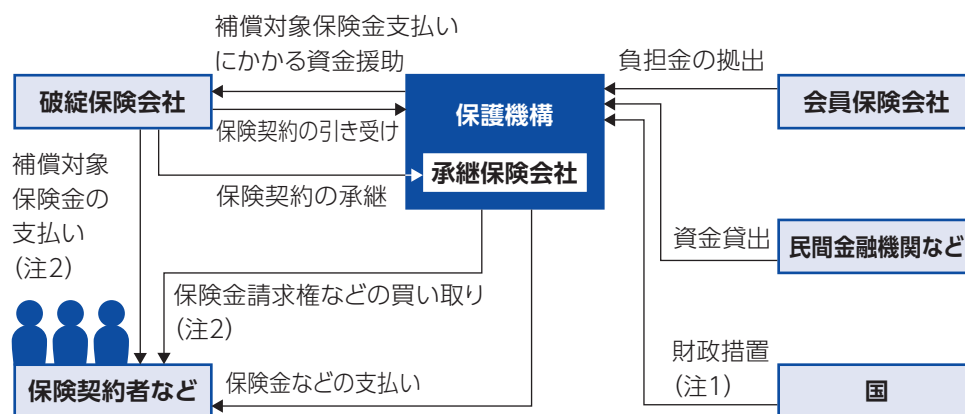 補償対象保険金支払い
にかかる資金援助
負担金の拠出
破綻保険会社
保護機構
会員保険会社
保険契約の引き受け
補償対象
保険金の
支払い
(注2)
承継保険会社
保険契約の承継
資金貸出
民間金融機関など
保険金請求権などの買い取り
(注2)
財政措置
(注1)
保険契約者など
保険金などの支払い
国